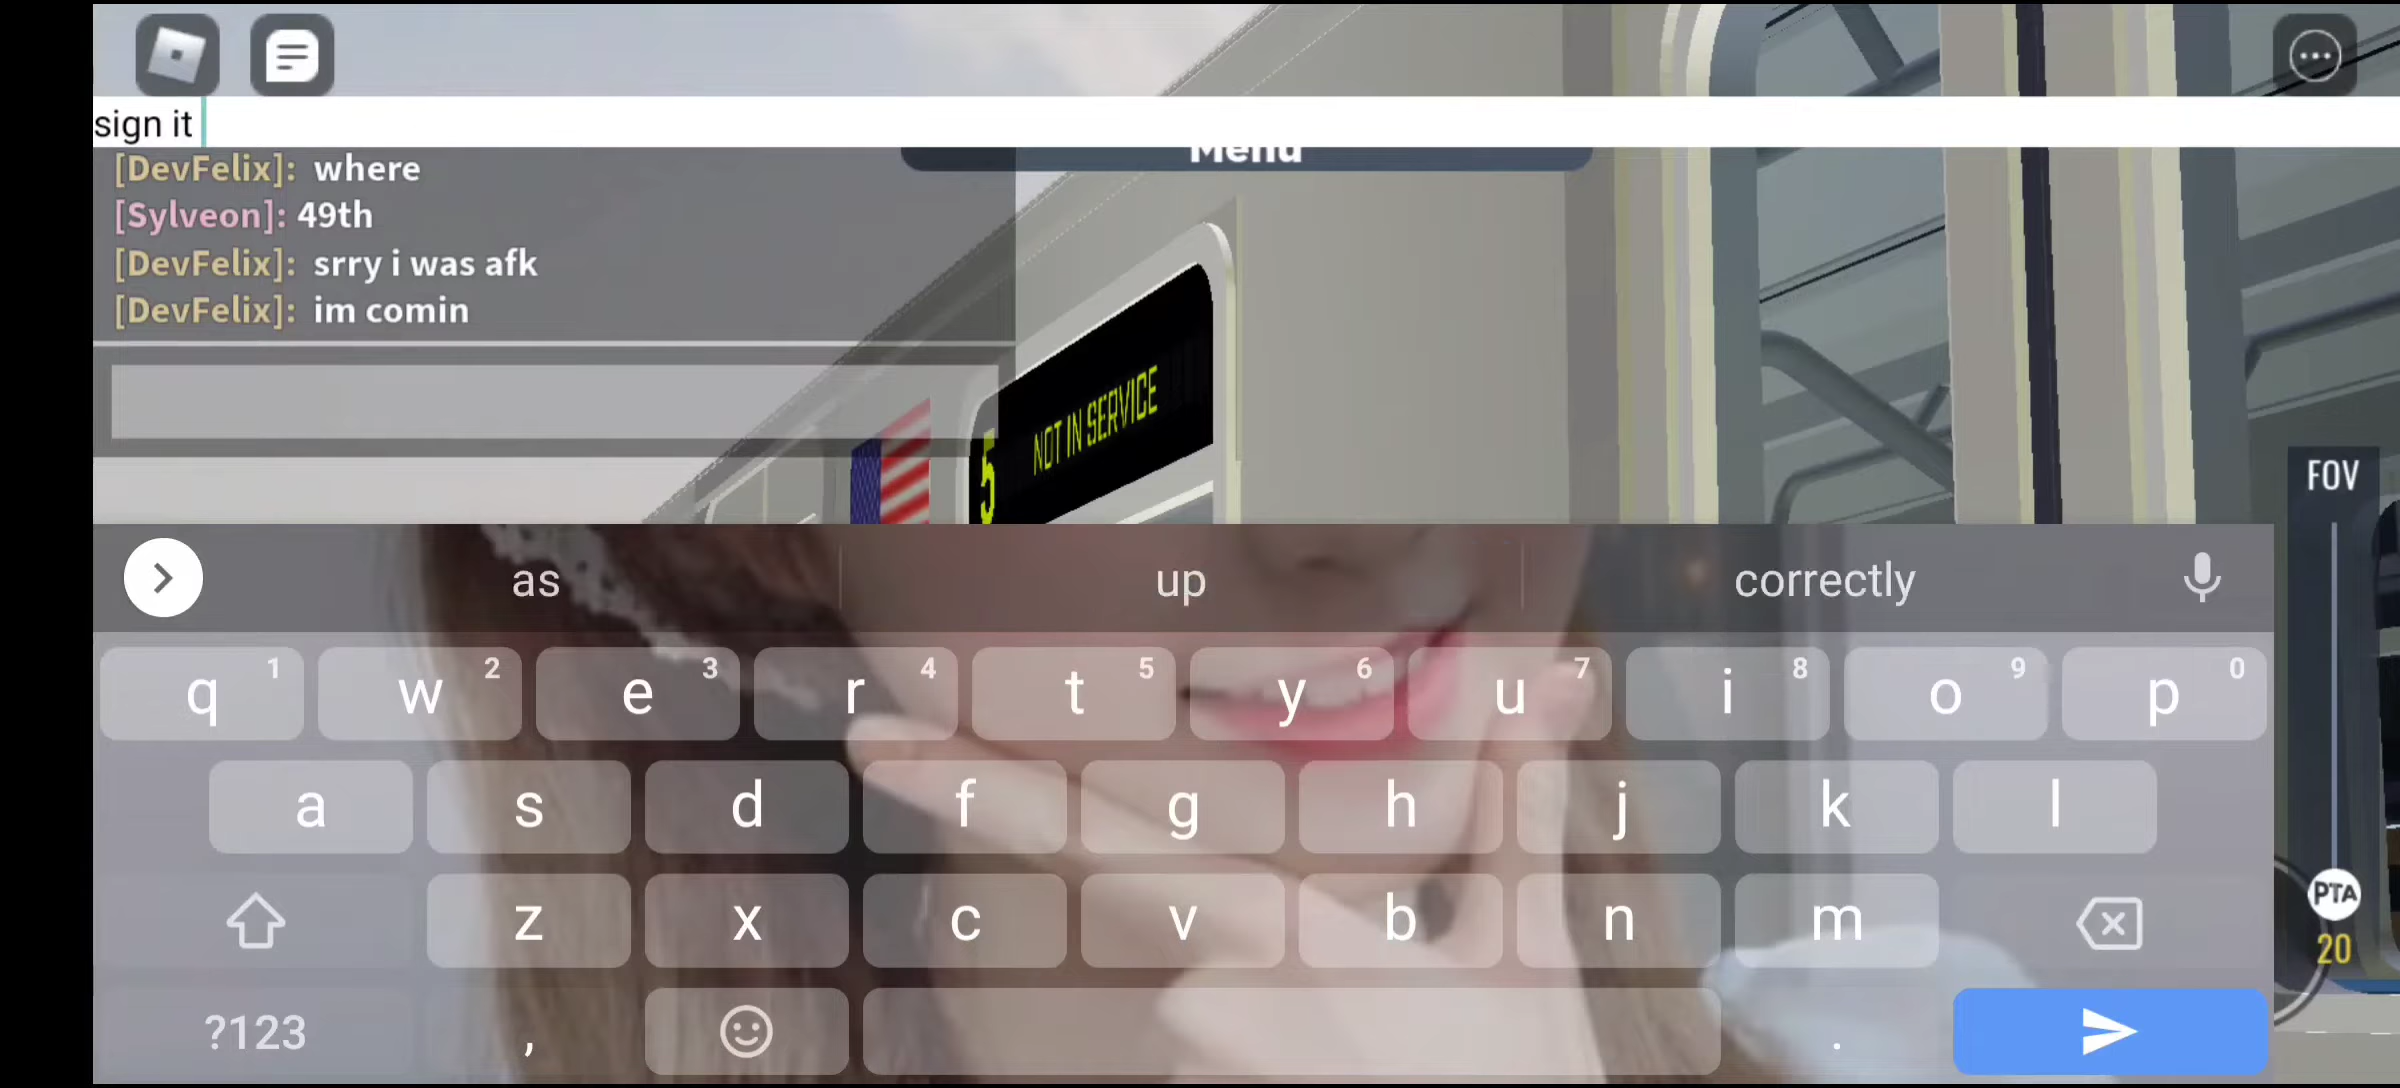 sign it
Menu
[DevFelix]: where
[Sylveon]: 49th
[DevFelix]: srry i was afk
[DevFelix]: im comin
5 NOT IN SERVICE
FOV
as up correctly
q 1 w 2 e 3 r 4 t 5 y 6 u 7 i 8 o 9 p 0
a s d f g h j k l
z x c v b n m
PTA
20
?123 , .